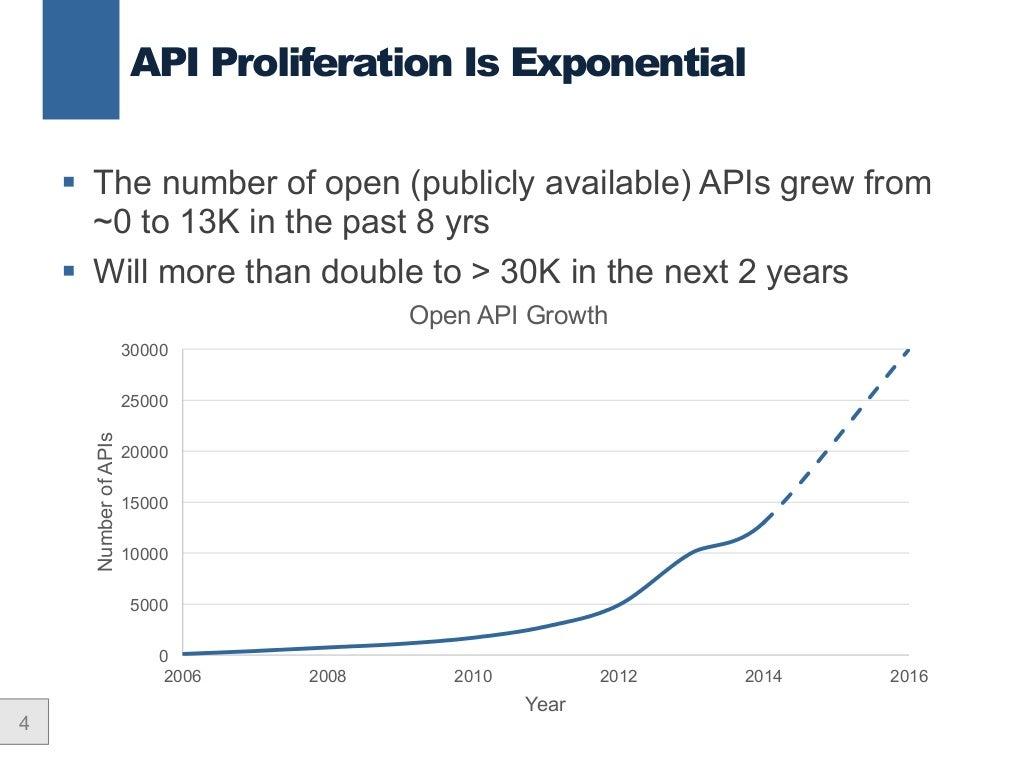 API Proliferation Is Exponential
▪ The number of open (publicly available) APIs grew from
~0 to 13K in the past 8 yrs
▪ Will more than double to > 30K in the next 2 years
Open API Growth
Number of APIs
30000
25000
20000
15000
10000
5000
0
2006 2008 2010 2012 2014 2016
Year
4